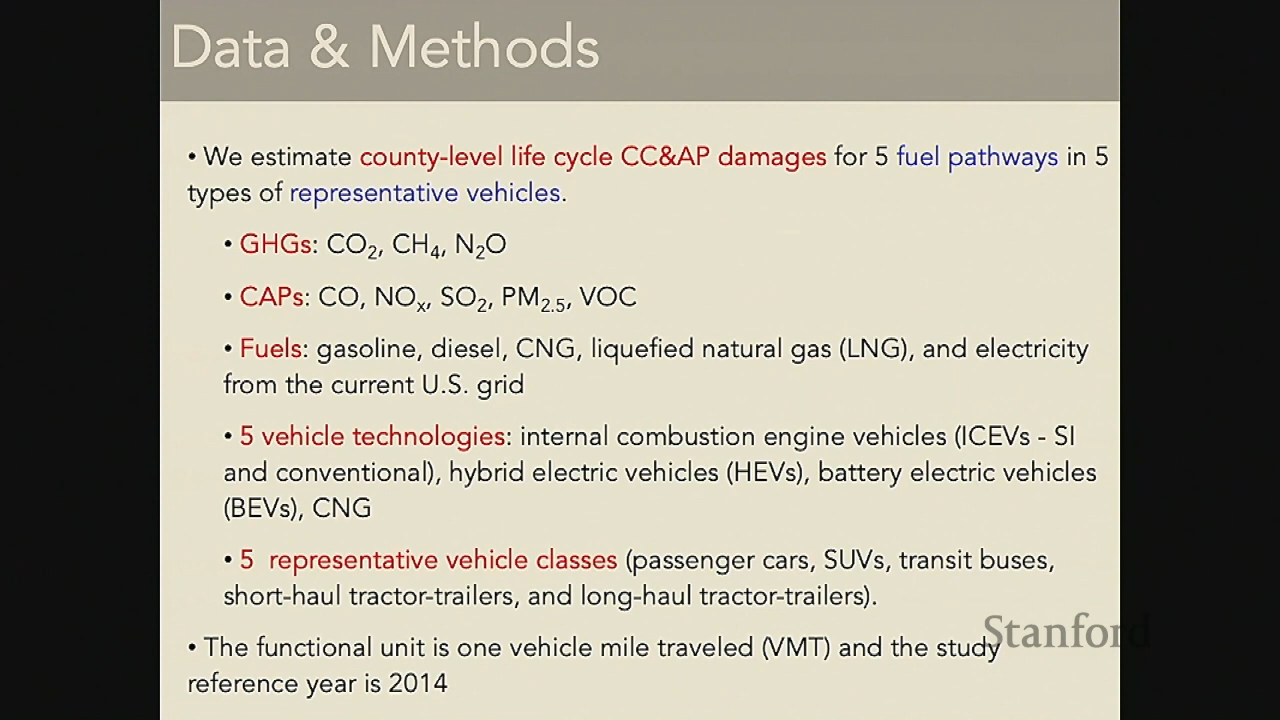 Data & Methods
• We estimate county-level life cycle CC&AP damages for 5 fuel pathways in 5
types of representative vehicles.
• GHGs: CO₂, CH₄, N₂O
• CAPs: CO, NOₓ, SO₂, PM₂.₅, VOC
• Fuels: gasoline, diesel, CNG, liquefied natural gas (LNG), and electricity
from the current U.S. grid
• 5 vehicle technologies: internal combustion engine vehicles (ICEVs - SI
and conventional), hybrid electric vehicles (HEVs), battery electric vehicles
(BEVs), CNG
• 5  representative vehicle classes (passenger cars, SUVs, transit buses,
short-haul tractor-trailers, and long-haul tractor-trailers).
• The functional unit is one vehicle mile traveled (VMT) and the study
reference year is 2014
Stanford